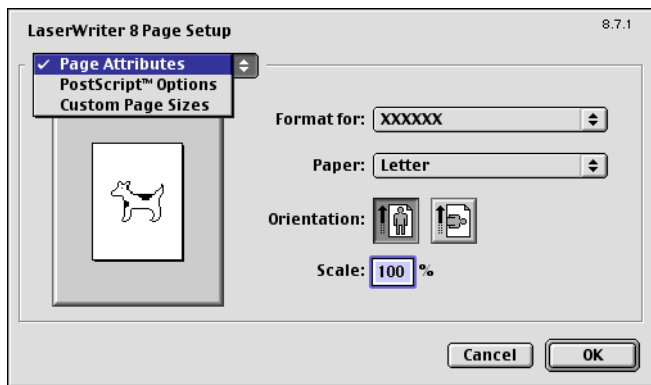 LaserWriter 8 Page Setup
8.7.1
✓ Page Attributes
PostScript™ Options
Custom Page Sizes
Format for: XXXXXX
Paper: Letter
Orientation:
Scale: 100 %
Cancel OK